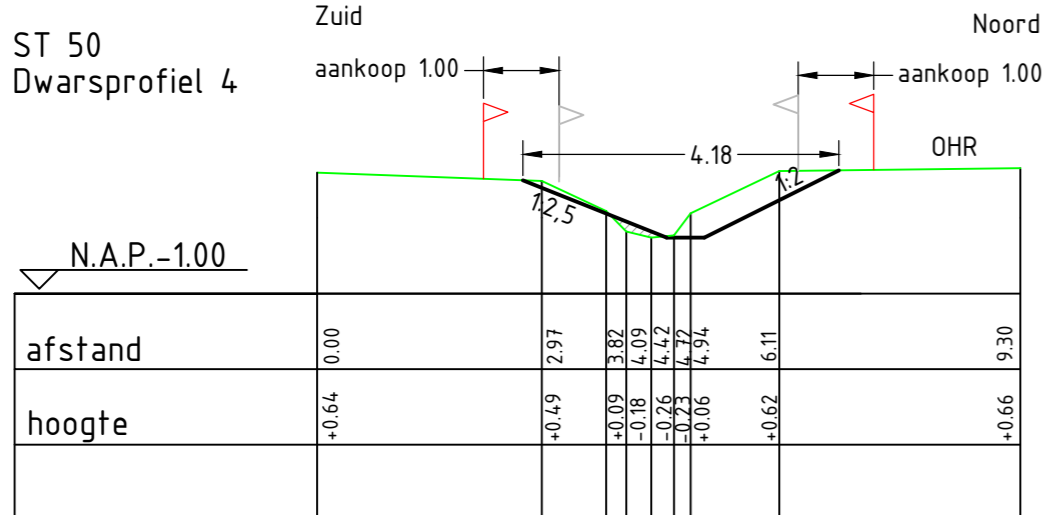 Zuid
Noord
ST 50
Dwarsprofiel 4
aankoop 1.00
aankoop 1.00
4.18
OHR
1:2,5
1:2
N.A.P.-1.00
afstand
0.00
2.97
3.82
4.09
4.42
4.72
4.94
6.11
9.30
hoogte
+0.64
+0.49
+0.09
-0.18
-0.26
-0.23
+0.06
+0.62
+0.66